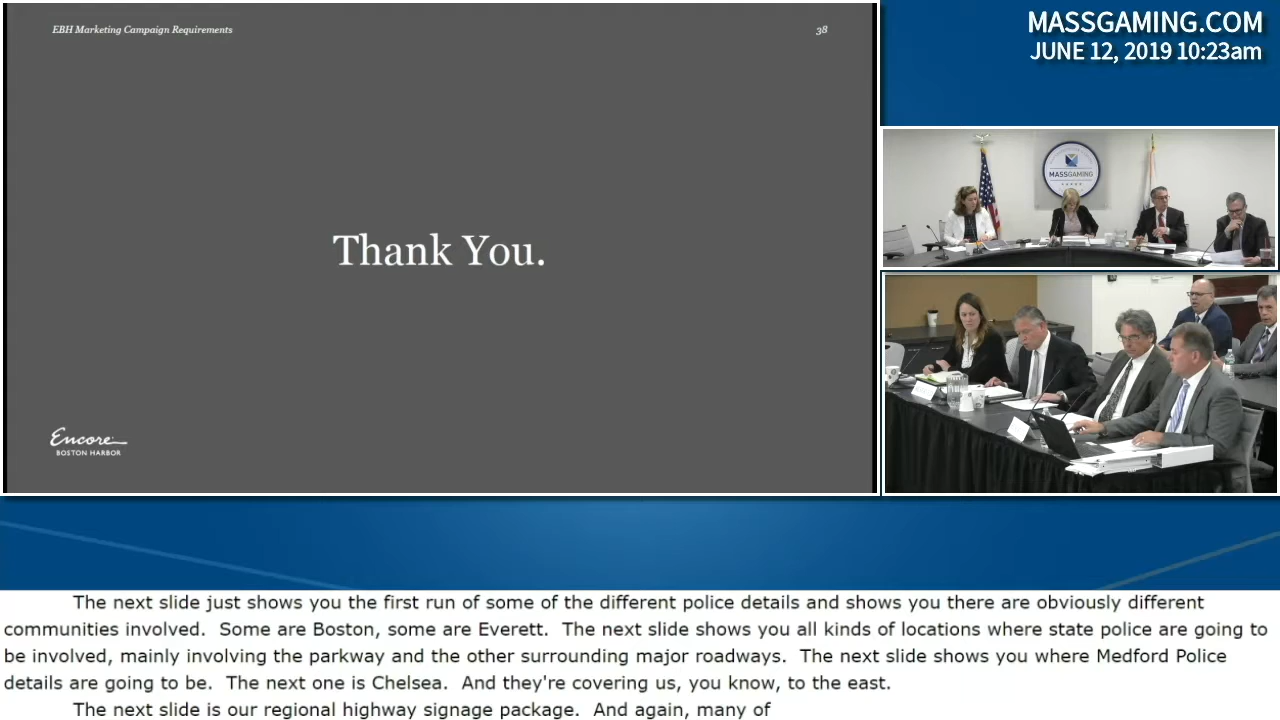 EBH Marketing Campaign Requirements
38
Thank You.
Encore
BOSTON HARBOR
MASSGAMING.COM
JUNE 12, 2019 10:23am
MASSGAMING
The next slide just shows you the first run of some of the different police details and shows you there are obviously different
communities involved.  Some are Boston, some are Everett.  The next slide shows you all kinds of locations where state police are going to
be involved, mainly involving the parkway and the other surrounding major roadways.  The next slide shows you where Medford Police
details are going to be.  The next one is Chelsea.  And they're covering us, you know, to the east.
The next slide is our regional highway signage package.  And again, many of